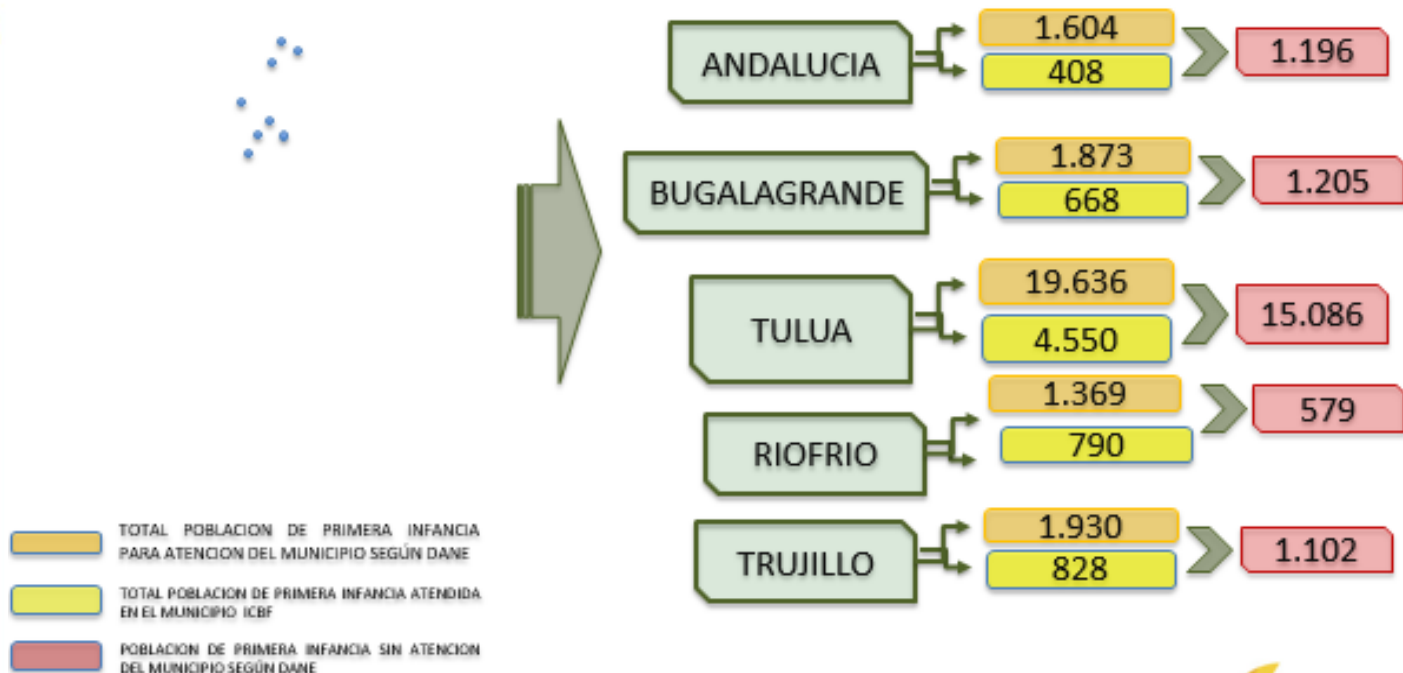 ANDALUCIA
1.604
408
1.196
BUGALAGRANDE
1.873
668
1.205
TULUA
19.636
4.550
15.086
RIOFRIO
1.369
790
579
TRUJILLO
1.930
828
1.102
TOTAL POBLACION DE PRIMERA INFANCIA
PARA ATENCION DEL MUNICIPIO SEGÚN DANE
TOTAL POBLACION DE PRIMERA INFANCIA ATENDIDA
EN EL MUNICIPIO ICBF
POBLACION DE PRIMERA INFANCIA SIN ATENCION
DEL MUNICIPIO SEGÚN DANE